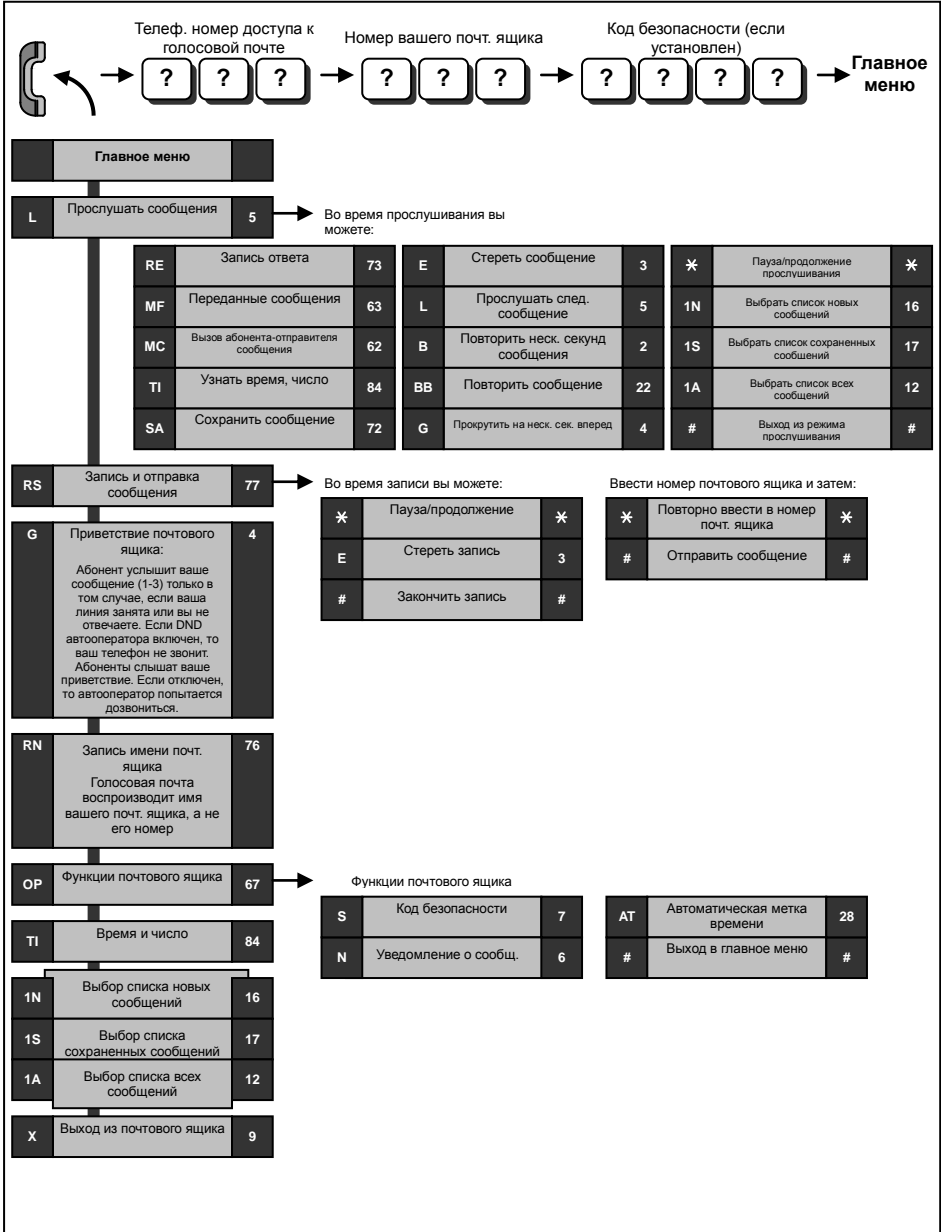 Телеф. номер доступа к
голосовой почте
Номер вашего почт. ящика
Код безопасности (если
установлен)
? ? ? ? ? ? ? ? ? ?
Главное
меню
Главное меню
L Прослушать сообщения 5
Во время прослушивания вы
можете:
RE Запись ответа 73
MF Переданные сообщения 63
MC Вызов абонента-отправителя
сообщения 62
TI Узнать время, число 84
SA Сохранить сообщение 72
E Стереть сообщение 3
L Прослушать след.
сообщение 5
B Повторить неск. секунд
сообщения 2
BB Повторить сообщение 22
G Прокрутить на неск. сек. вперед 4
* Пауза/продолжение
прослушивания *
1N Выбрать список новых
сообщений 16
1S Выбрать список сохраненных
сообщений 17
1A Выбрать список всех
сообщений 12
# Выход из режима
прослушивания #
RS Запись и отправка
сообщения 77
Во время записи вы можете:
* Пауза/продолжение *
E Стереть запись 3
# Закончить запись #
Ввести номер почтового ящика и затем:
* Повторно ввести в номер
почт. ящика *
# Отправить сообщение #
G Приветствие почтового 4
ящика:
Абонент услышит ваше
сообщение (1-3) только в
том случае, если ваша
линия занята или вы не
отвечаете. Если DND
автооператора включен, то
ваш телефон не звонит.
Абоненты слышат ваше
приветствие. Если отключен,
то автооператор попытается
дозвониться.
RN Запись имени почт. 76
ящика
Голосовая почта
воспроизводит имя
вашего почт. ящика, а не
его номер
OP Функции почтового ящика 67
Функции почтового ящика
S Код безопасности 7
N Уведомление о сообщ. 6
AT Автоматическая метка
времени 28
# Выход в главное меню #
TI Время и число 84
1N Выбор списка новых
сообщений 16
1S Выбор списка
сохраненных сообщений 17
1A Выбор списка всех
сообщений 12
X Выход из почтового ящика 9